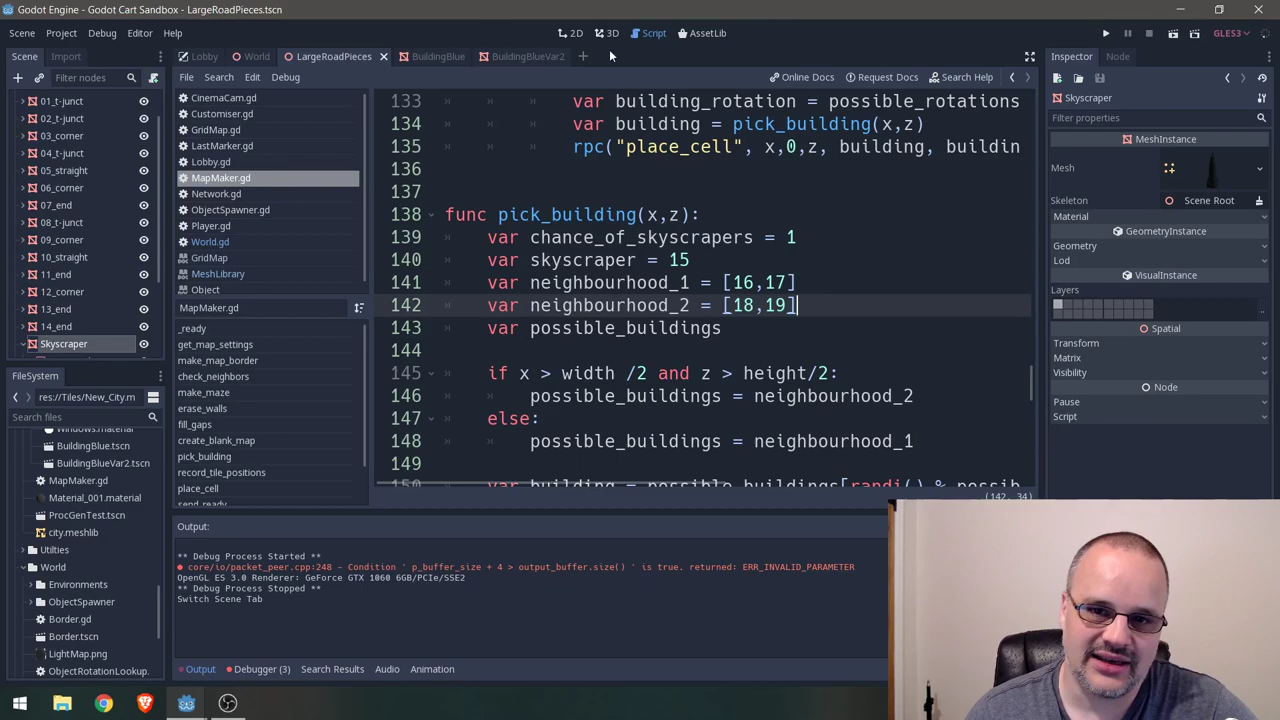 Godot Engine - Godot Cart Sandbox - LargeRoadPieces.tscn
Scene Project Debug Editor Help
2D 3D Script AssetLib
GLES3
Scene Import
Lobby World LargeRoadPieces BuildingBlue BuildingBlueVar2
Inspector Node
Filter nodes
File Search Edit Debug
Online Docs Request Docs Search Help
01_t-junct
02_t-junct
03_corner
04_t-junct
05_straight
06_corner
07_end
08_t-junct
09_corner
10_straight
11_end
12_corner
13_end
14_end
Skyscraper
FileSystem
res://Tiles/New_City.m
Search files
Windows.material
BuildingBlue.tscn
BuildingBlueVar2.tscn
MapMaker.gd
Material_001.material
ProcGenTest.tscn
city.meshlib
Utilties
World
Environments
ObjectSpawner
Border.gd
Border.tscn
LightMap.png
ObjectRotationLookup.
CinemaCam.gd
Customiser.gd
GridMap.gd
LastMarker.gd
Lobby.gd
MapMaker.gd
Network.gd
ObjectSpawner.gd
Player.gd
World.gd
GridMap
MeshLibrary
Object
MapMaker.gd
_ready
get_map_settings
make_map_border
check_neighbors
make_maze
erase_walls
fill_gaps
create_blank_map
pick_building
record_tile_positions
place_cell
send_ready
133 var building_rotation = possible_rotations
134 var building = pick_building(x,z)
135 rpc("place_cell", x,0,z, building, buildin
136
137
138 func pick_building(x,z):
139 var chance_of_skyscrapers = 1
140 var skyscraper = 15
141 var neighbourhood_1 = [16,17]
142 var neighbourhood_2 = [18,19]
143 var possible_buildings
144
145 if x > width /2 and z > height/2:
146 possible_buildings = neighbourhood_2
147 else:
148 possible_buildings = neighbourhood_1
149
150 var building = possible_buildings[randi() % possib
(142, 34)
Output:
** Debug Process Started **
core/io/packet_peer.cpp:248 - Condition ' p_buffer_size + 4 > output_buffer.size() ' is true. returned: ERR_INVALID_PARAMETER
OpenGL ES 3.0 Renderer: GeForce GTX 1060 6GB/PCIe/SSE2
** Debug Process Stopped **
Switch Scene Tab
Output Debugger (3) Search Results Audio Animation
Skyscraper
Filter properties
MeshInstance
Mesh
Skeleton Scene Root
Material
GeometryInstance
Geometry
Lod
VisualInstance
Layers
Spatial
Transform
Matrix
Visibility
Node
Pause
Script